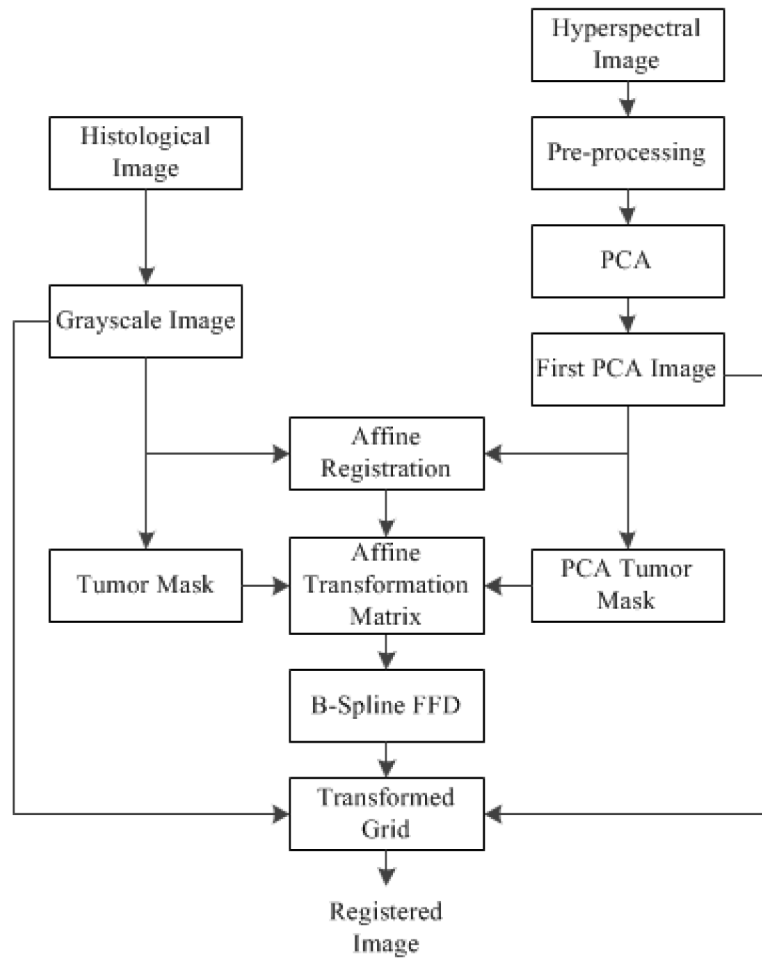 Hyperspectral
Image
Histological
Image
Pre-processing
PCA
Grayscale Image
First PCA Image
Affine
Registration
Tumor Mask
Affine
Transformation
Matrix
PCA Tumor
Mask
B-Spline FFD
Transformed
Grid
Registered
Image